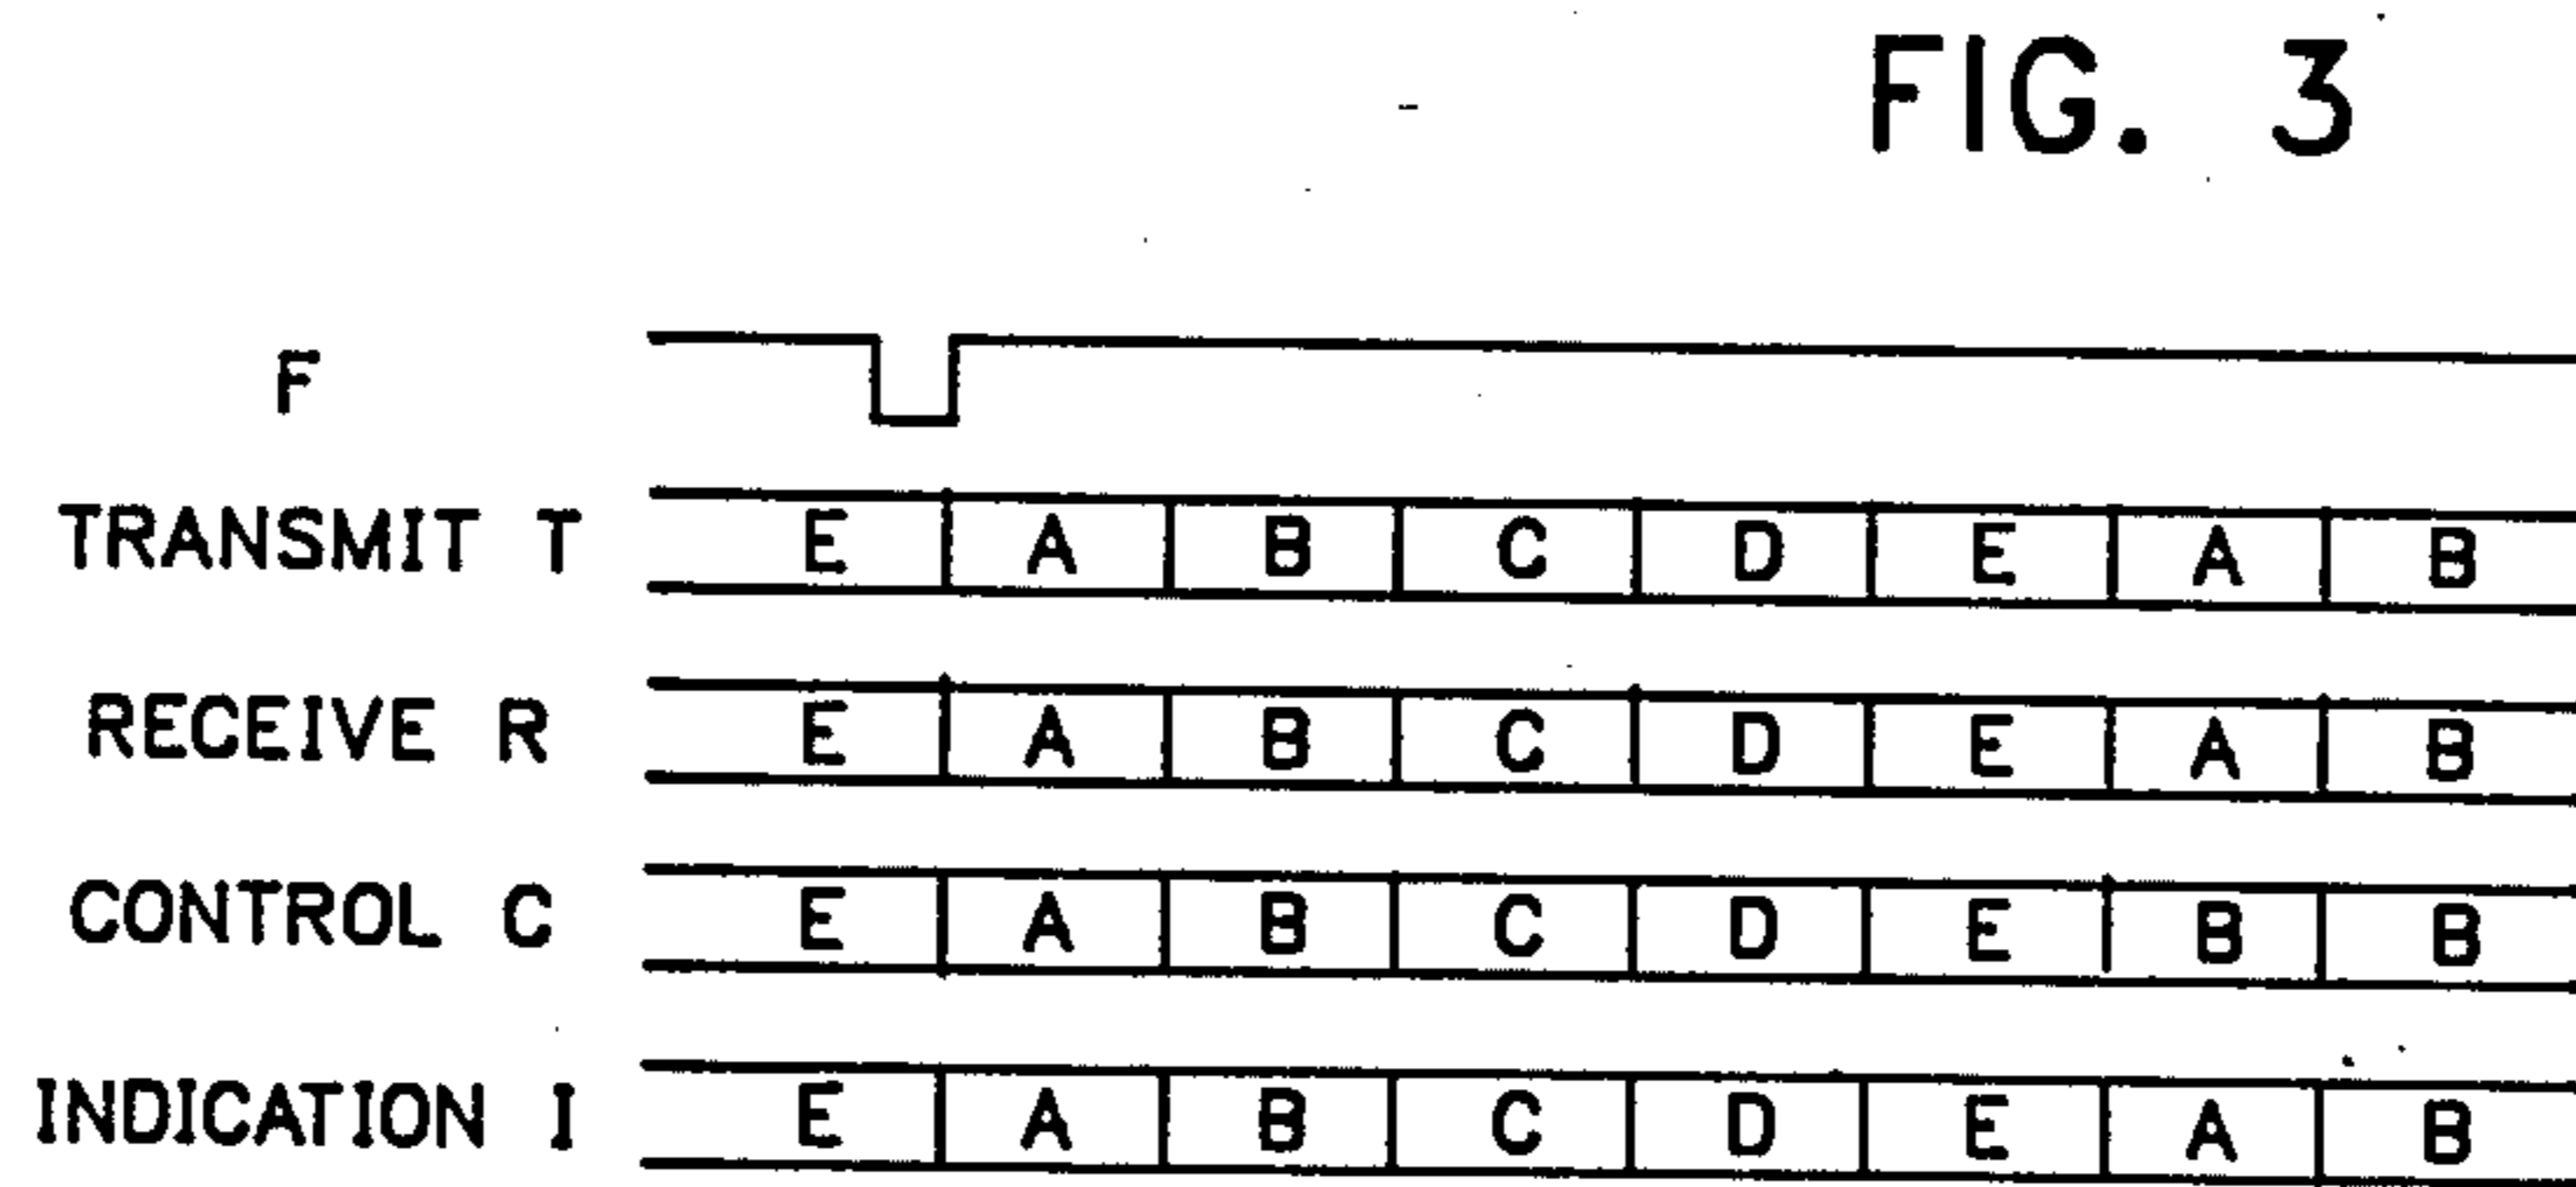 FIG. 3
F
TRANSMIT T E A B C D E A B
RECEIVE R E A B C D E A B
CONTROL C E A B C D E B B
INDICATION I E A B C D E A B